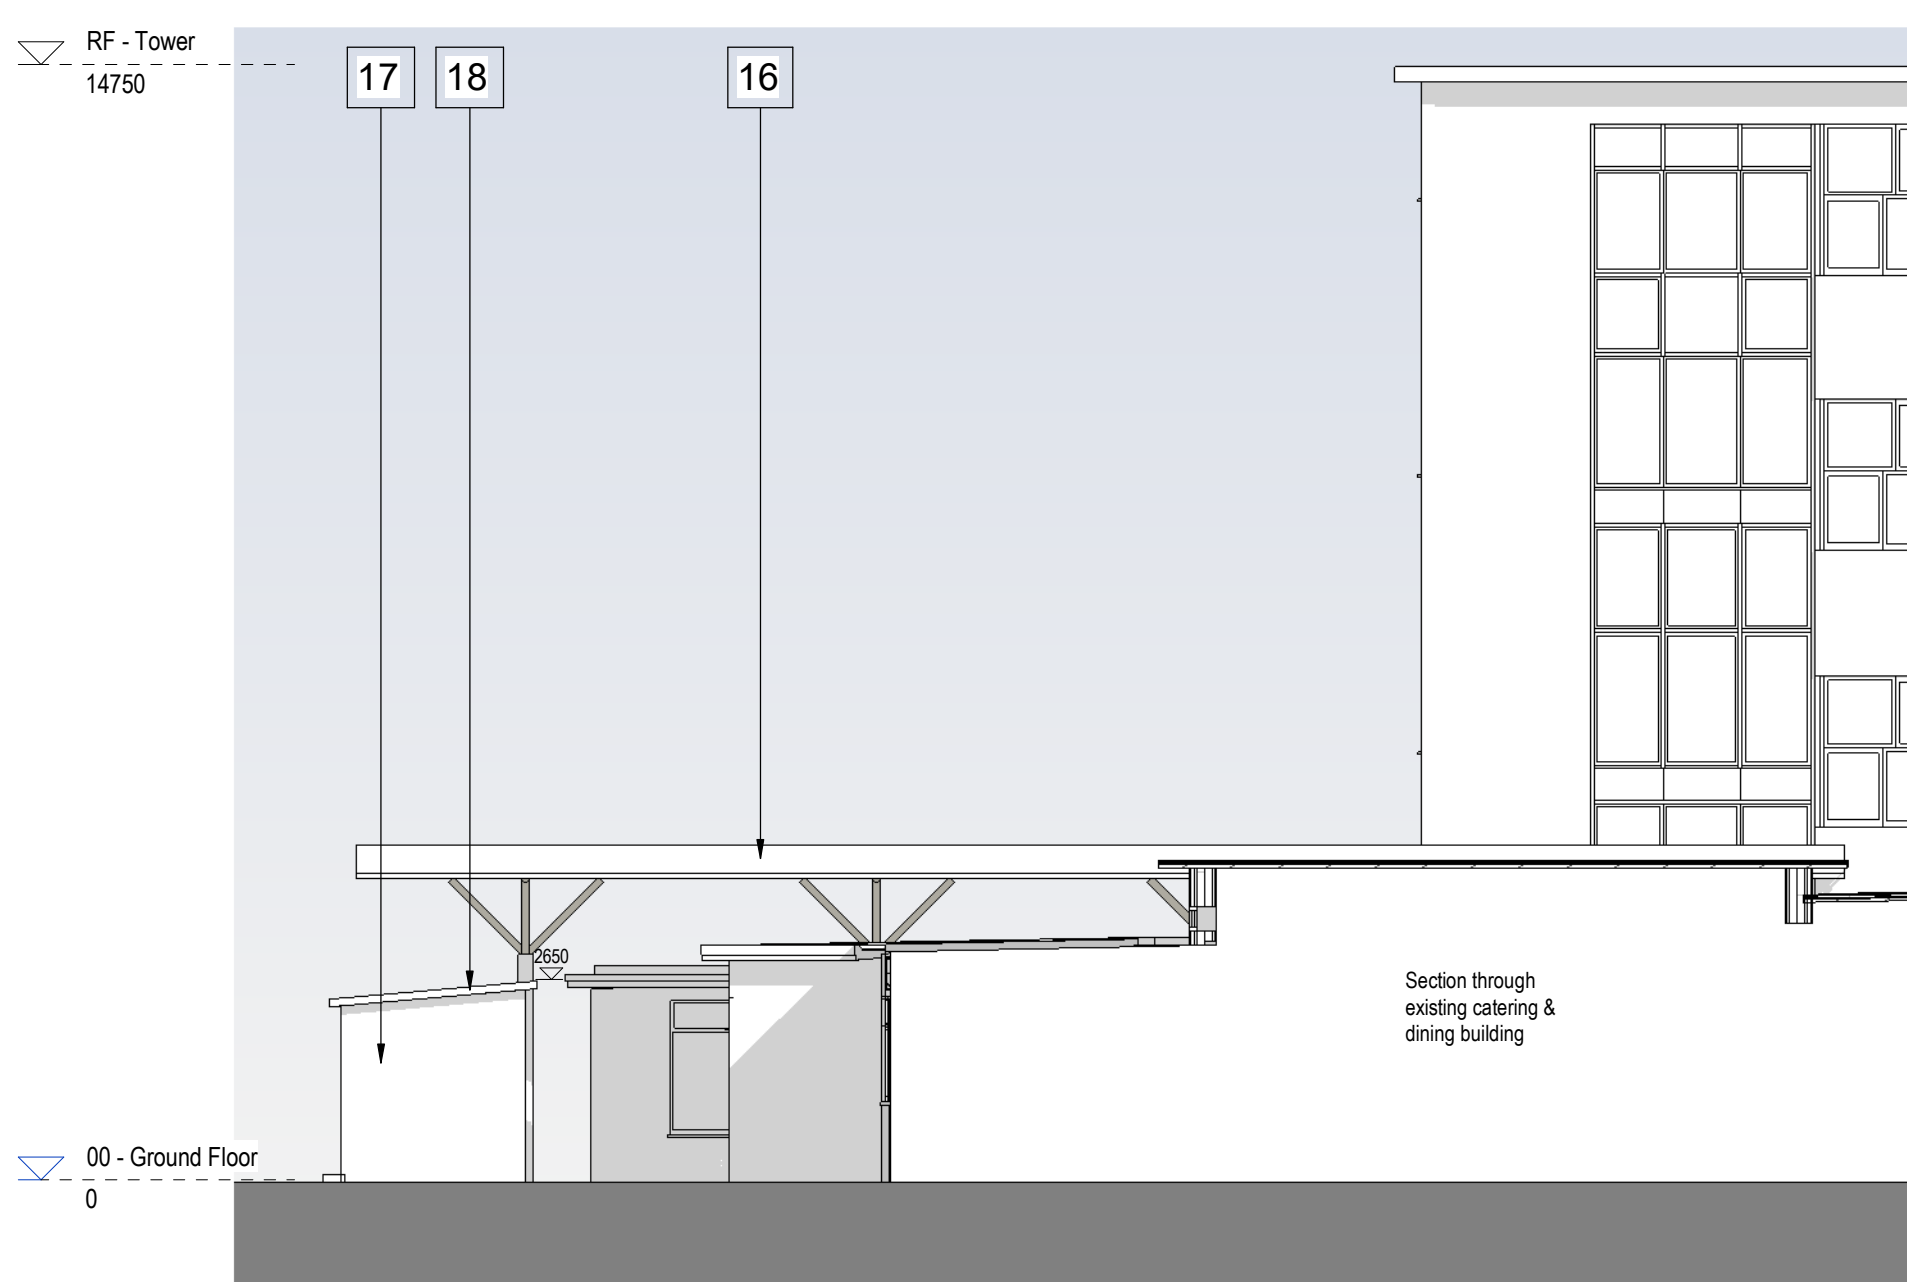 RF - Tower
14750
17
18
16
2650
Section through
existing catering &
dining building
00 - Ground Floor
0